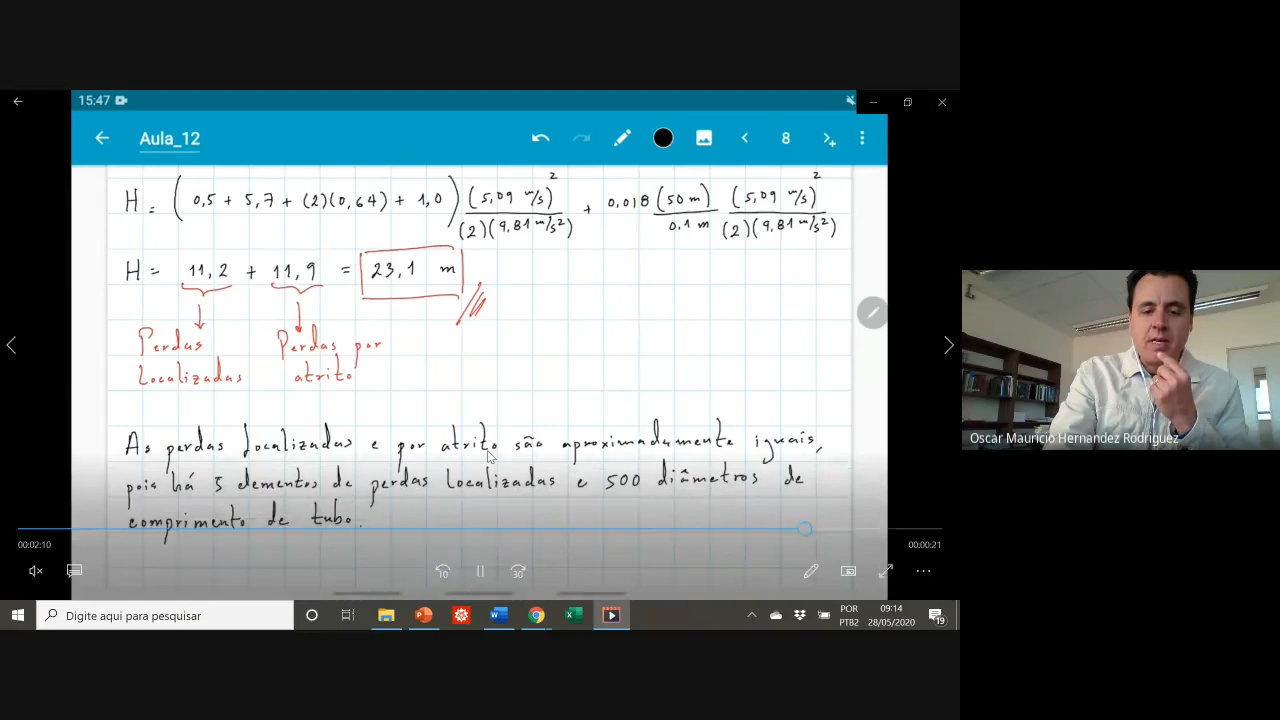 15:47
Aula_12
8
H = (0,5 + 5,7 + (2)(0,64) + 1,0) (5,09 m/s)² / (2)(9,81 m/s²) + 0,018 (50 m) / 0.1 m (5,09 m/s)² / (2)(9,81 m/s²)
H = 11,2 + 11,9 = 23,1 m
Perdas Localizadas
Perdas por atrito
As perdas localizadas e por atrito são aproximadamente iguais,
pois há 5 elementos de perdas localizadas e 500 diâmetros de
comprimento de tubo.
Oscar Mauricio Hernandez Rodriguez
00:02:10
00:00:21
10
30
Digite aqui para pesquisar
POR
PTB2
09:14
28/05/2020
19